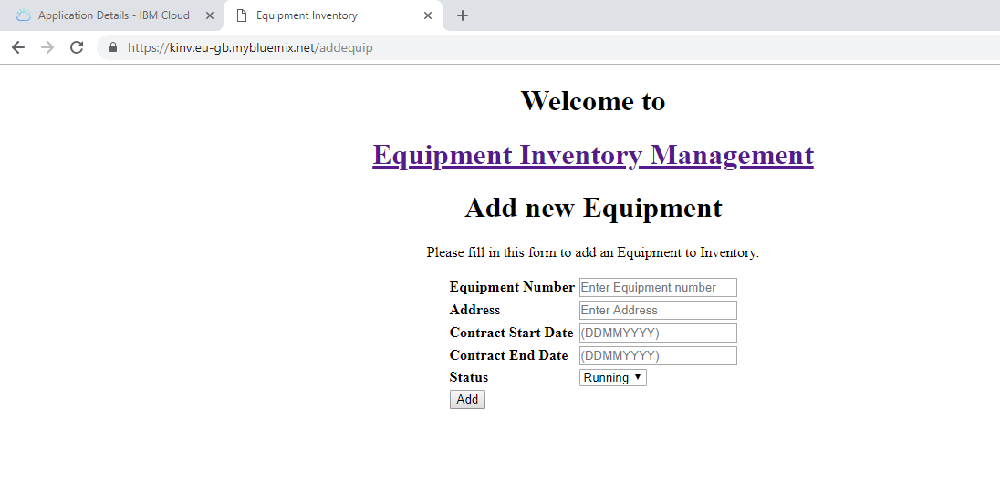 Application Details - IBM Cloud
Equipment Inventory
https://kinv.eu-gb.mybluemix.net/addequip
Welcome to
Equipment Inventory Management
Add new Equipment
Please fill in this form to add an Equipment to Inventory.
Equipment Number Enter Equipment number
Address Enter Address
Contract Start Date (DDMMYYYY)
Contract End Date (DDMMYYYY)
Status Running
Add